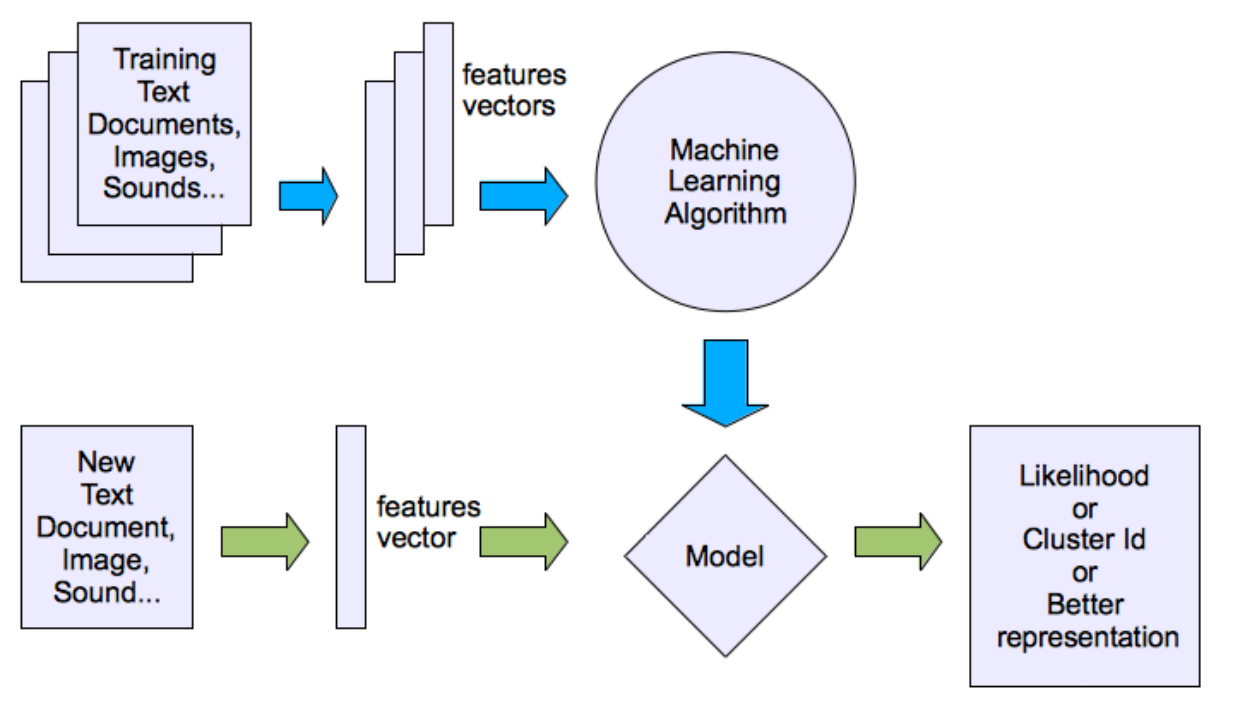 Training
Text
Documents,
Images,
Sounds...
features
vectors
Machine
Learning
Algorithm
New
Text
Document,
Image,
Sound...
features
vector
Model
Likelihood
or
Cluster Id
or
Better
representation